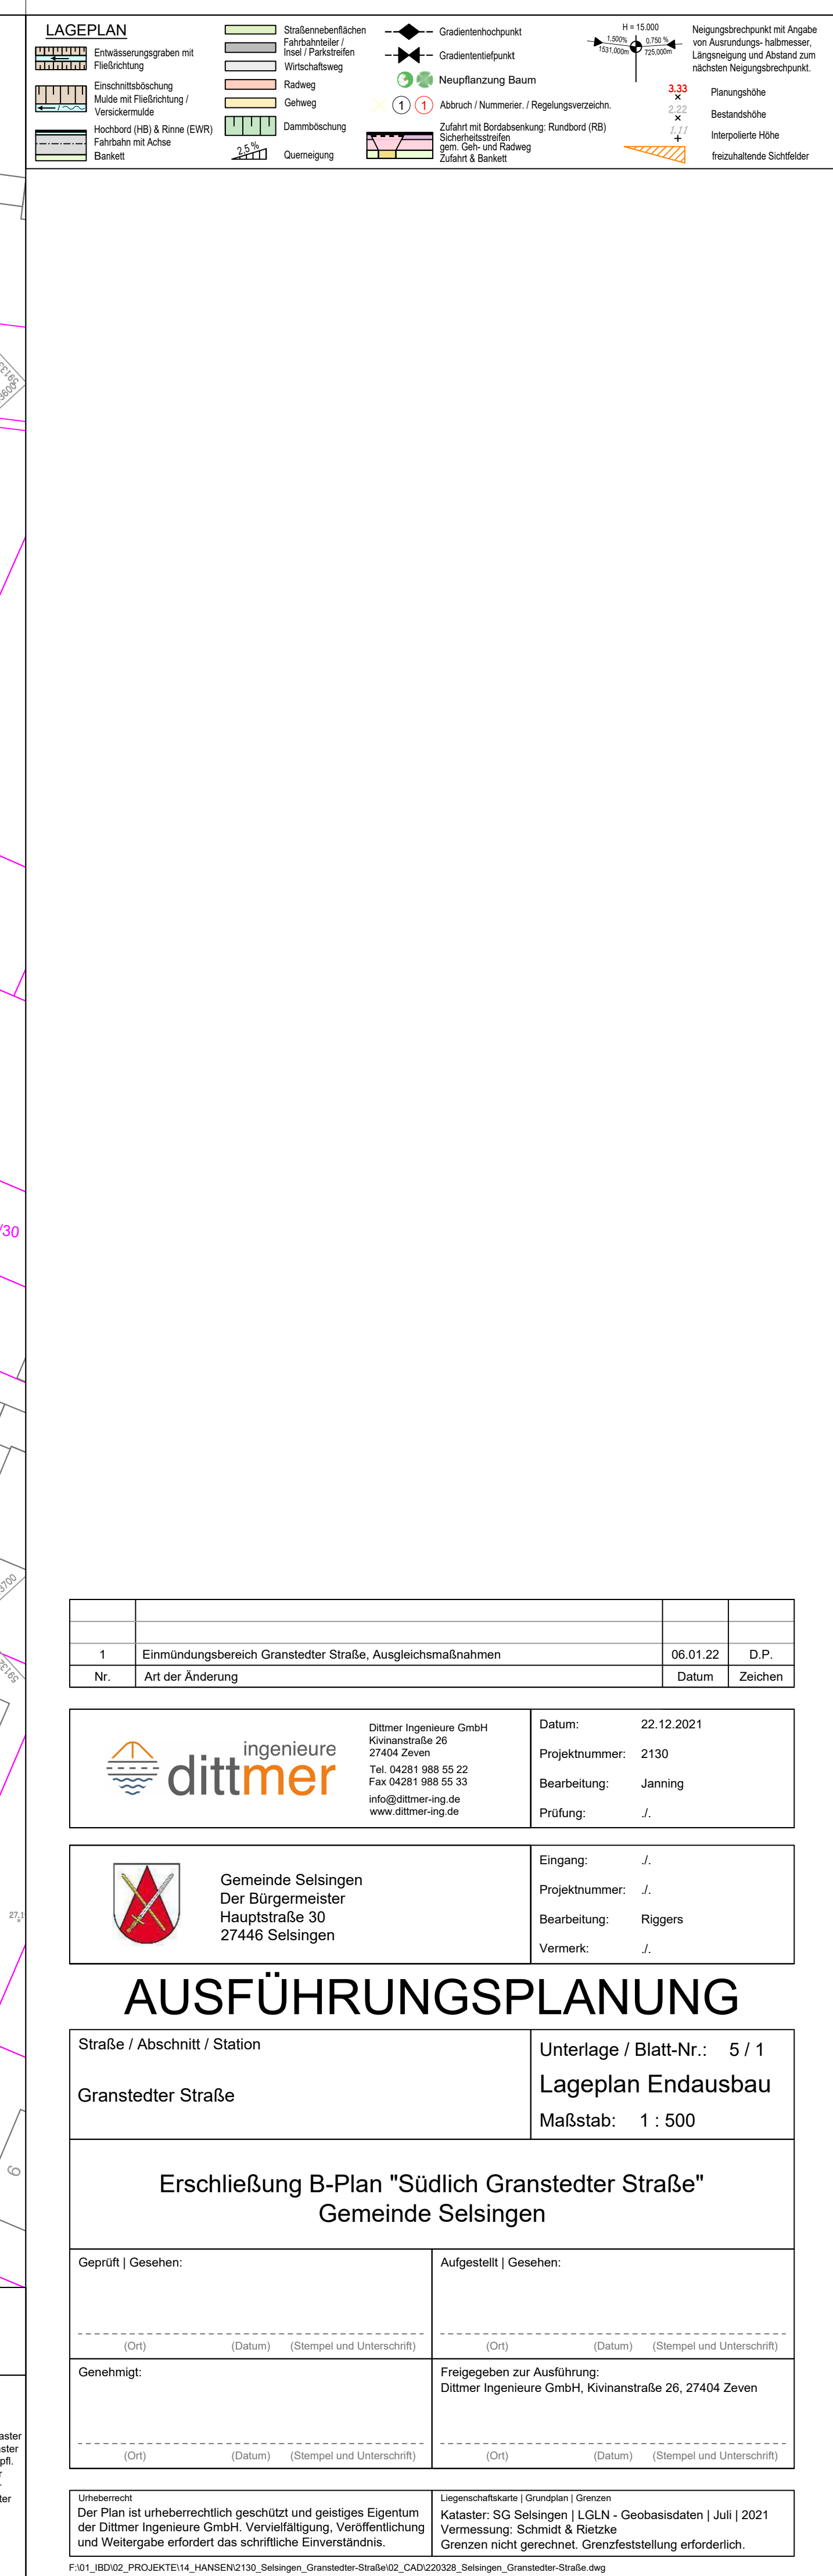 LAGEPLAN
Entwässerungsgraben mit
Fließrichtung
Einschnittsböschung
Mulde mit Fließrichtung /
Versickermulde
Hochbord (HB) & Rinne (EWR)
Fahrbahn mit Achse
Bankett
Straßennebenflächen
Fahrbahnteiler /
Insel / Parkstreifen
Wirtschaftsweg
Radweg
Gehweg
Dammböschung
2,5 %
Querneigung
Gradientenhochpunkt
Gradiententiefpunkt
Neupflanzung Baum
1 1
Abbruch / Nummerier. / Regelungsverzeichn.
Zufahrt mit Bordabsenkung: Rundbord (RB)
Sicherheitsstreifen
gem. Geh- und Radweg
Zufahrt & Bankett
H = 15.000
1,500%
0,750 %
1531,000m
725,000m
Neigungsbrechpunkt mit Angabe
von Ausrundungs- halbmesser,
Längsneigung und Abstand zum
nächsten Neigungsbrechpunkt.
3.33
Planungshöhe
2.22
Bestandshöhe
1.11
Interpolierte Höhe
freizuhaltende Sichtfelder
/30
3700
59132
27.1
6
aster
ster
pfl.
r
ter
1 Einmündungsbereich Granstedter Straße, Ausgleichsmaßnahmen 06.01.22 D.P.
Nr. Art der Änderung Datum Zeichen
ingenieure
dittmer
Dittmer Ingenieure GmbH
Kivinanstraße 26
27404 Zeven
Tel. 04281 988 55 22
Fax 04281 988 55 33
info@dittmer-ing.de
www.dittmer-ing.de
Datum: 22.12.2021
Projektnummer: 2130
Bearbeitung: Janning
Prüfung: ./.
Gemeinde Selsingen
Der Bürgermeister
Hauptstraße 30
27446 Selsingen
Eingang: ./.
Projektnummer: ./.
Bearbeitung: Riggers
Vermerk: ./.
AUSFÜHRUNGSPLANUNG
Straße / Abschnitt / Station
Granstedter Straße
Unterlage / Blatt-Nr.: 5 / 1
Lageplan Endausbau
Maßstab: 1 : 500
Erschließung B-Plan "Südlich Granstedter Straße"
Gemeinde Selsingen
Geprüft | Gesehen:
(Ort) (Datum) (Stempel und Unterschrift)
Aufgestellt | Gesehen:
(Ort) (Datum) (Stempel und Unterschrift)
Genehmigt:
(Ort) (Datum) (Stempel und Unterschrift)
Freigegeben zur Ausführung:
Dittmer Ingenieure GmbH, Kivinanstraße 26, 27404 Zeven
(Ort) (Datum) (Stempel und Unterschrift)
Urheberrecht
Der Plan ist urheberrechtlich geschützt und geistiges Eigentum
der Dittmer Ingenieure GmbH. Vervielfältigung, Veröffentlichung
und Weitergabe erfordert das schriftliche Einverständnis.
Liegenschaftskarte | Grundplan | Grenzen
Kataster: SG Selsingen | LGLN - Geobasisdaten | Juli | 2021
Vermessung: Schmidt & Rietzke
Grenzen nicht gerechnet. Grenzfeststellung erforderlich.
F:\01_IBD\02_PROJEKTE\14_HANSEN\2130_Selsingen_Granstedter-Straße\02_CAD\220328_Selsingen_Granstedter-Straße.dwg